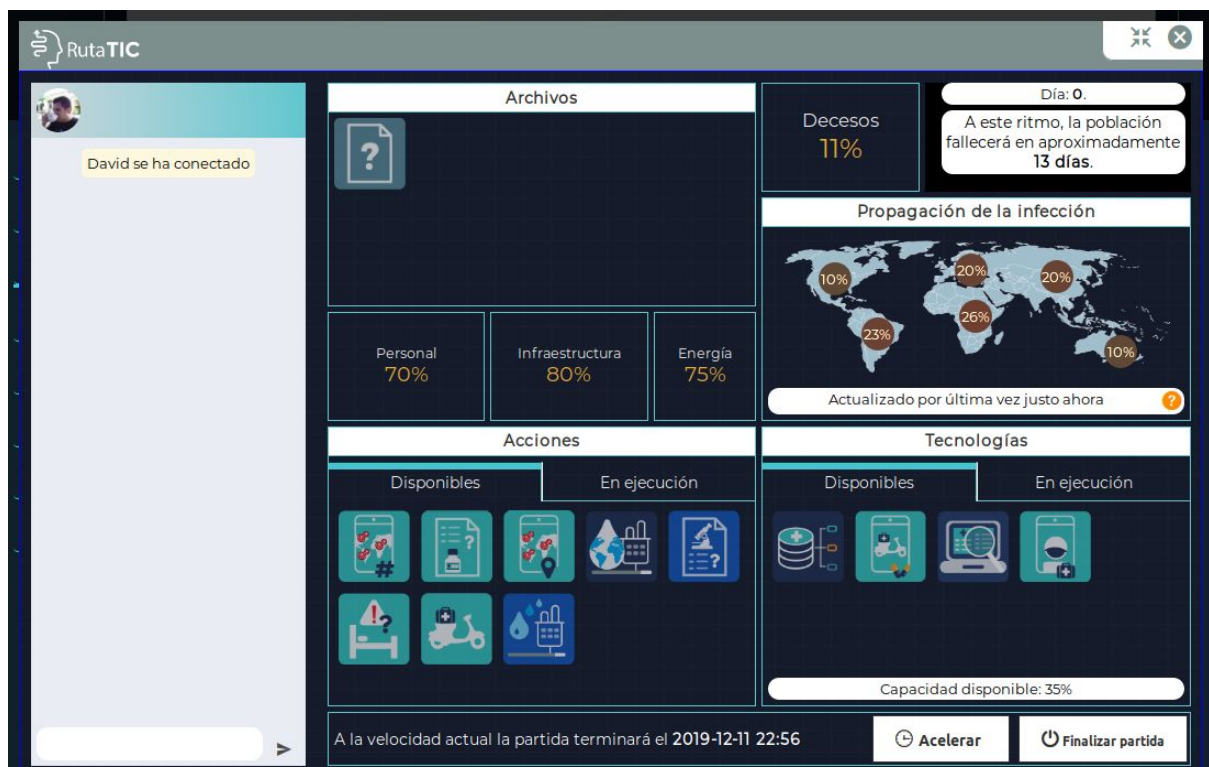 RutaTIC
David se ha conectado
Archivos
?
Decesos
11%
Día: 0.
A este ritmo, la población
fallecerá en aproximadamente
13 días.
Propagación de la infección
10%
20%
20%
26%
23%
10%
Actualizado por última vez justo ahora
?
Personal
70%
Infraestructura
80%
Energía
75%
Acciones
Disponibles
En ejecución
#
?
?
!
?
Tecnologías
Disponibles
En ejecución
Capacidad disponible: 35%
A la velocidad actual la partida terminará el 2019-12-11 22:56
Acelerar
Finalizar partida